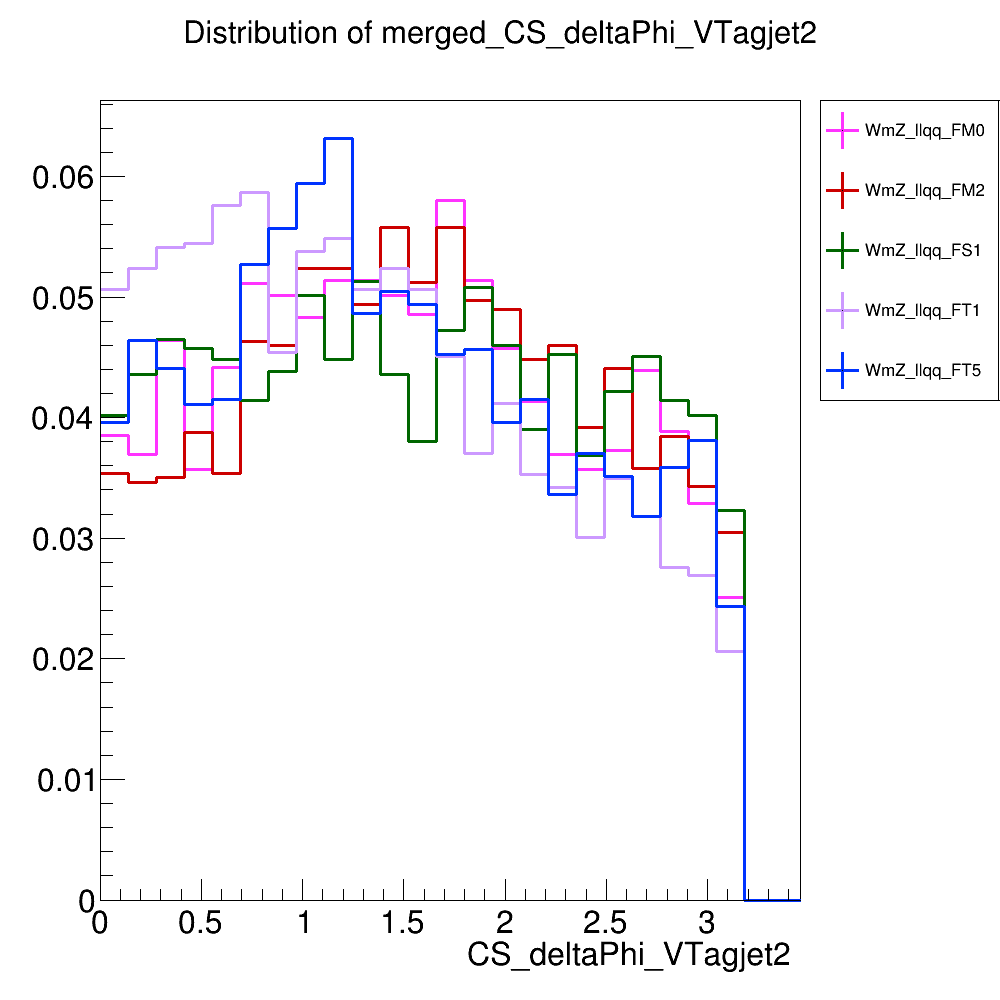 Distribution of merged_CS_deltaPhi_VTagjet2
WmZ_llqq_FM0
WmZ_llqq_FM2
WmZ_llqq_FS1
WmZ_llqq_FT1
WmZ_llqq_FT5
0.06
0.05
0.04
0.03
0.02
0.01
0
0 0.5 1 1.5 2 2.5 3
CS_deltaPhi_VTagjet2